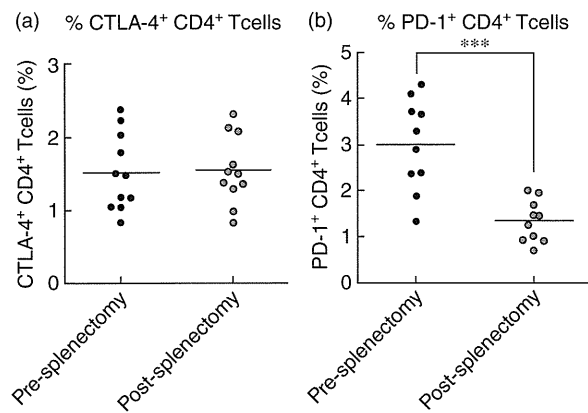 (a) % CTLA-4⁺ CD4⁺ Tcells
CTLA-4⁺ CD4⁺ Tcells (%)
3
2
1
0
Pre-splenectomy
Post-splenectomy
(b) % PD-1⁺ CD4⁺ Tcells
***
PD-1⁺ CD4⁺ Tcells (%)
5
4
3
2
1
0
Pre-splenectomy
Post-splenectomy